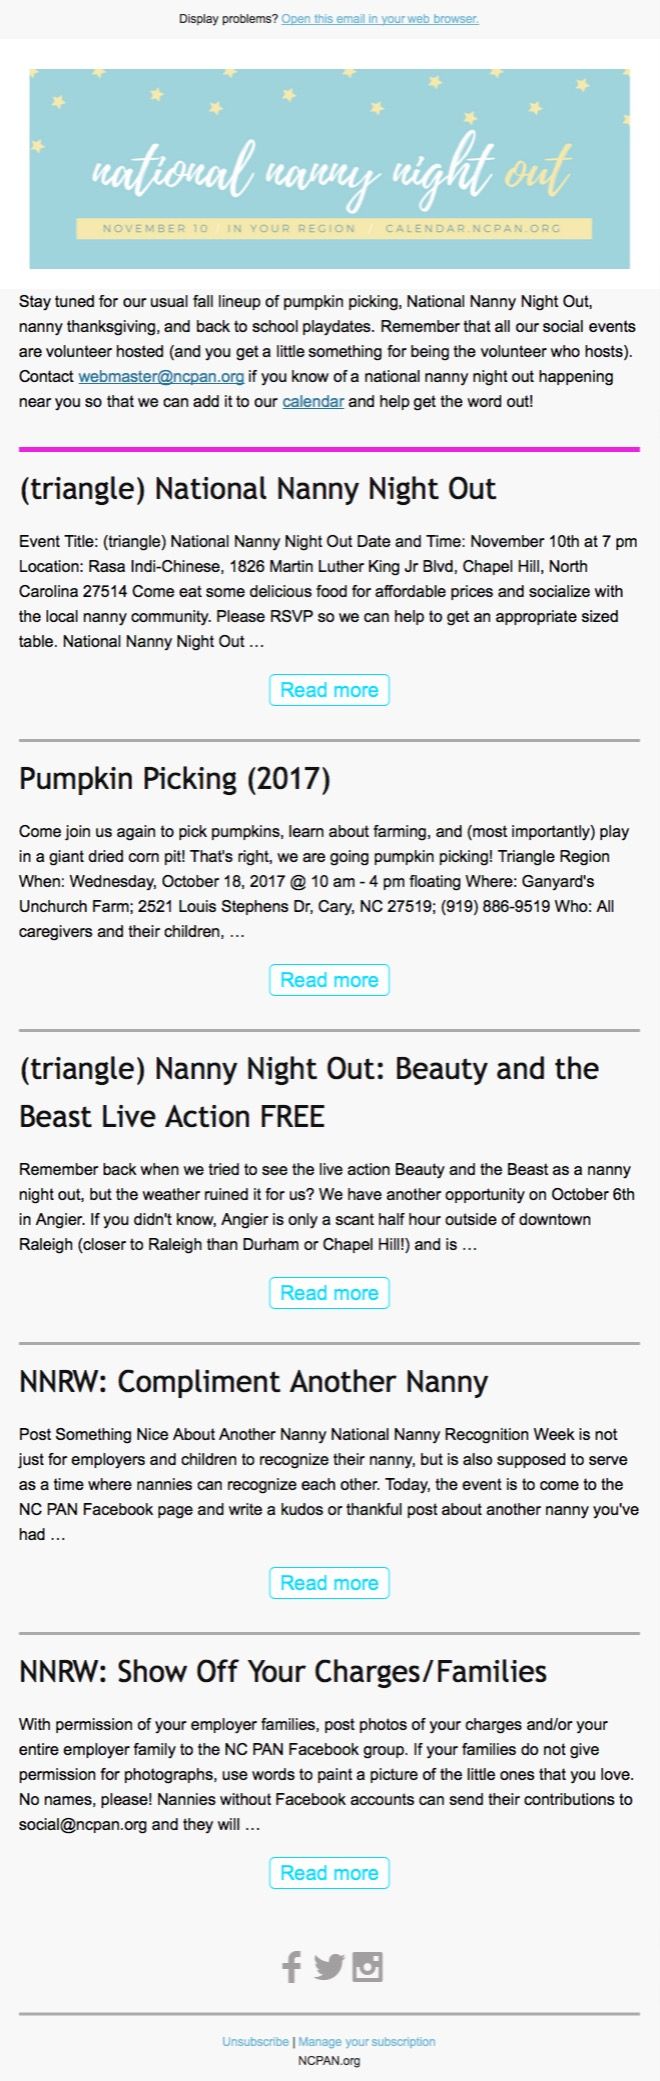 Display problems? Open this email in your web browser.
national nanny night out
NOVEMBER 10 / IN YOUR REGION / CALENDAR.NCPAN.ORG
Stay tuned for our usual fall lineup of pumpkin picking, National Nanny Night Out,
nanny thanksgiving, and back to school playdates. Remember that all our social events
are volunteer hosted (and you get a little something for being the volunteer who hosts).
Contact webmaster@ncpan.org if you know of a national nanny night out happening
near you so that we can add it to our calendar and help get the word out!
(triangle) National Nanny Night Out
Event Title: (triangle) National Nanny Night Out Date and Time: November 10th at 7 pm
Location: Rasa Indi-Chinese, 1826 Martin Luther King Jr Blvd, Chapel Hill, North
Carolina 27514 Come eat some delicious food for affordable prices and socialize with
the local nanny community. Please RSVP so we can help to get an appropriate sized
table. National Nanny Night Out …
Read more
Pumpkin Picking (2017)
Come join us again to pick pumpkins, learn about farming, and (most importantly) play
in a giant dried corn pit! That's right, we are going pumpkin picking! Triangle Region
When: Wednesday, October 18, 2017 @ 10 am - 4 pm floating Where: Ganyard's
Unchurch Farm; 2521 Louis Stephens Dr, Cary, NC 27519; (919) 886-9519 Who: All
caregivers and their children, …
Read more
(triangle) Nanny Night Out: Beauty and the
Beast Live Action FREE
Remember back when we tried to see the live action Beauty and the Beast as a nanny
night out, but the weather ruined it for us? We have another opportunity on October 6th
in Angier. If you didn't know, Angier is only a scant half hour outside of downtown
Raleigh (closer to Raleigh than Durham or Chapel Hill!) and is …
Read more
NNRW: Compliment Another Nanny
Post Something Nice About Another Nanny National Nanny Recognition Week is not
just for employers and children to recognize their nanny, but is also supposed to serve
as a time where nannies can recognize each other. Today, the event is to come to the
NC PAN Facebook page and write a kudos or thankful post about another nanny you've
had …
Read more
NNRW: Show Off Your Charges/Families
With permission of your employer families, post photos of your charges and/or your
entire employer family to the NC PAN Facebook group. If your families do not give
permission for photographs, use words to paint a picture of the little ones that you love.
No names, please! Nannies without Facebook accounts can send their contributions to
social@ncpan.org and they will …
Read more
Unsubscribe | Manage your subscription
NCPAN.org